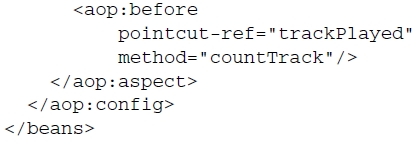 <aop:before
pointcut-ref="trackPlayed"
method="countTrack"/>
</aop:aspect>
</aop:config>
</beans>